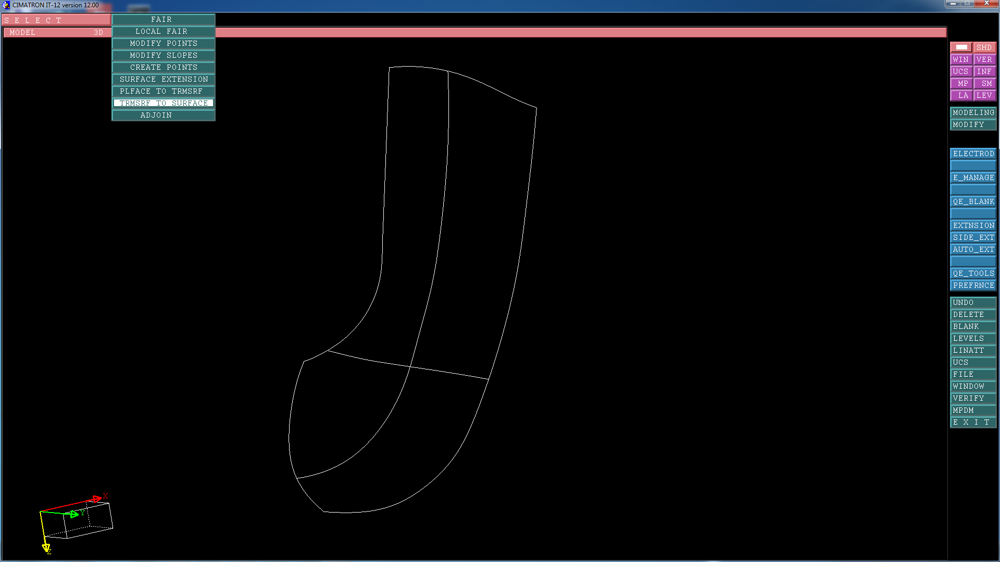 CIMATRON IT-12 version 12.00
S E L E C T
MODEL 3D
FAIR
LOCAL FAIR
MODIFY POINTS
MODIFY SLOPES
CREATE POINTS
SURFACE EXTENSION
PLFACE TO TRMSRF
TRMSRF TO SURFACE
ADJOIN
SHD
WIN VER
UCS INF
MP SM
LA LEV
MODELING
MODIFY
ELECTROD
E_MANAGE
QE_BLANK
EXTNSION
SIDE_EXT
AUTO_EXT
QE_TOOLS
PREFRNCE
UNDO
DELETE
BLANK
LEVELS
LINATT
UCS
FILE
WINDOW
VERIFY
MPDM
E X I T
X
Y
Z